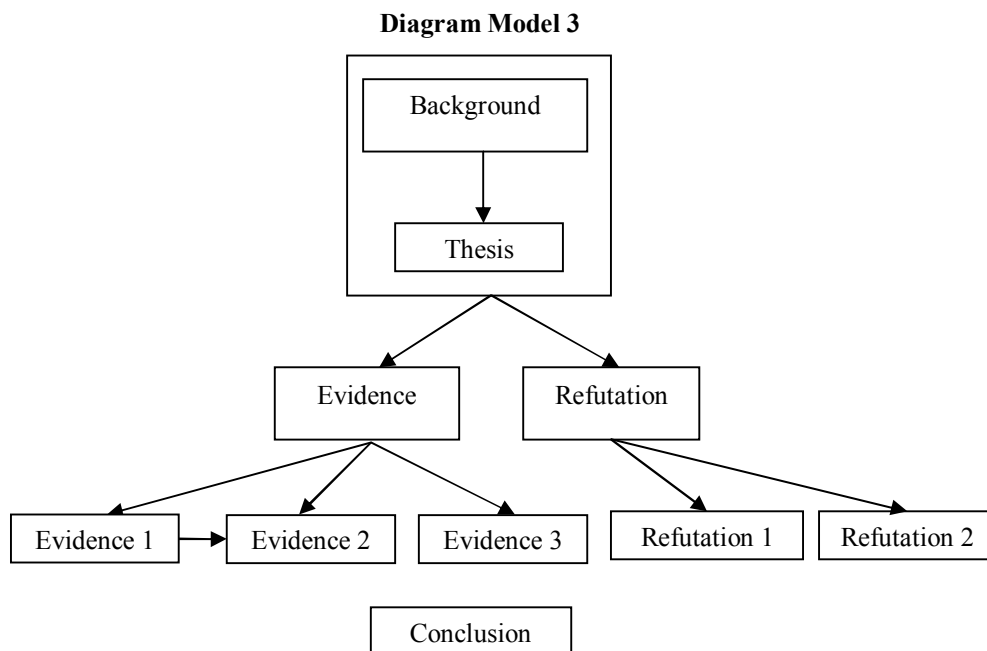 Diagram Model 3
Background
Thesis
Evidence
Refutation
Evidence 1
Evidence 2
Evidence 3
Refutation 1
Refutation 2
Conclusion